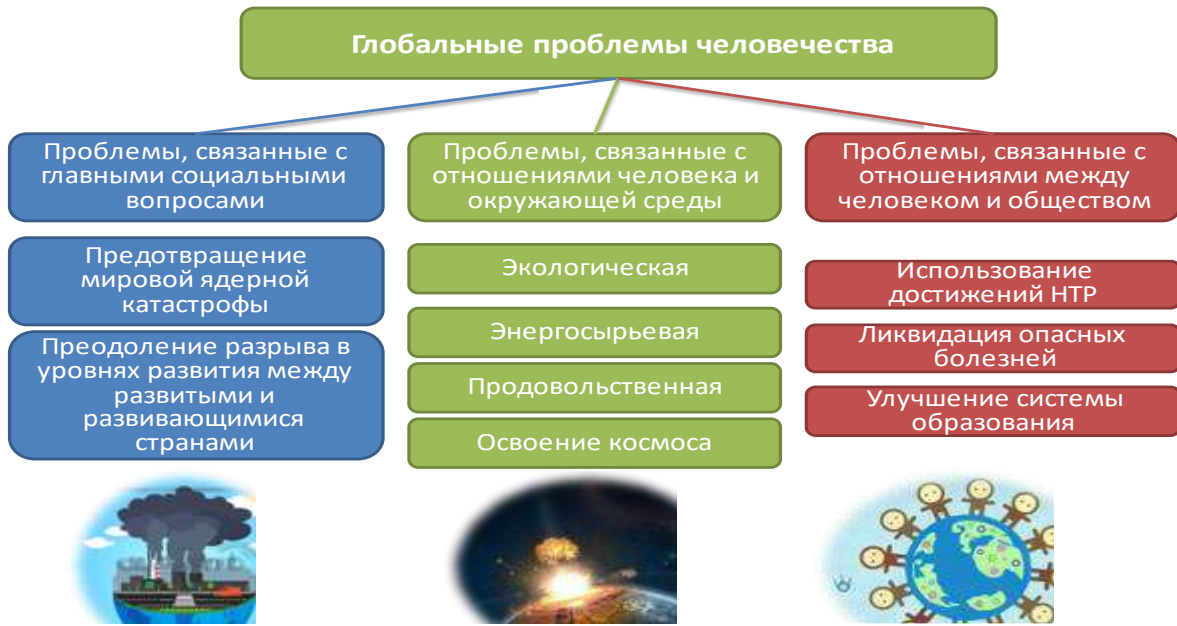 Глобальные проблемы человечества
Проблемы, связанные с
главными социальными
вопросами
Предотвращение
мировой ядерной
катастрофы
Преодоление разрыва в
уровнях развития между
развитыми и
развивающимися
странами
Проблемы, связанные с
отношениями человека и
окружающей среды
Экологическая
Энергосырьевая
Продовольственная
Освоение космоса
Проблемы, связанные с
отношениями между
человеком и обществом
Использование
достижений НТР
Ликвидация опасных
болезней
Улучшение системы
образования